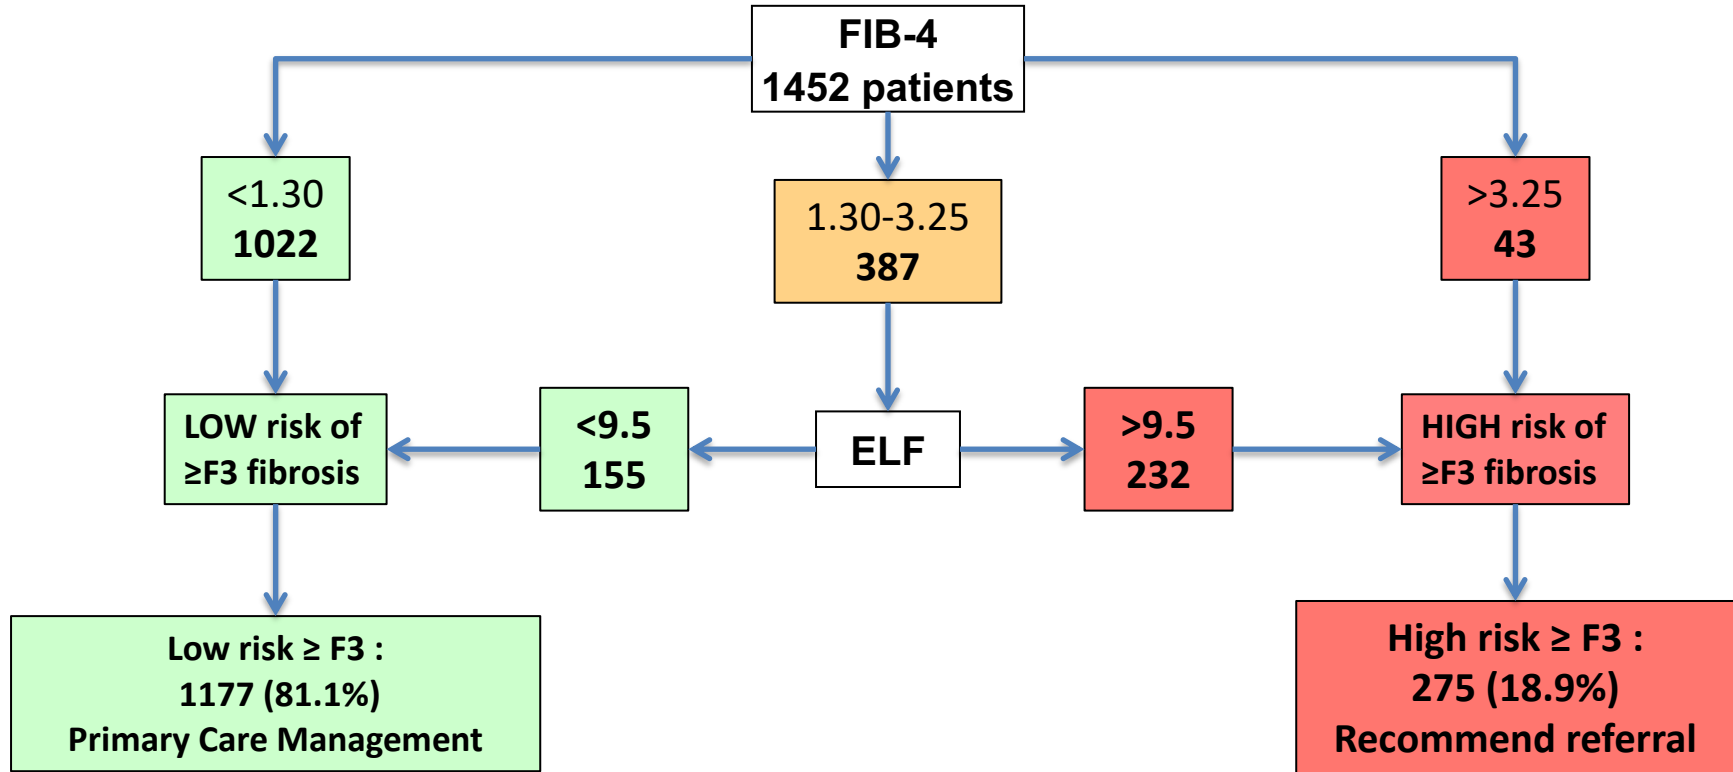 FIB-4
1452 patients
<1.30
1022
1.30-3.25
387
>3.25
43
LOW risk of
≥F3 fibrosis
<9.5
155
ELF
>9.5
232
HIGH risk of
≥F3 fibrosis
Low risk ≥ F3 :
1177 (81.1%)
Primary Care Management
High risk ≥ F3 :
275 (18.9%)
Recommend referral